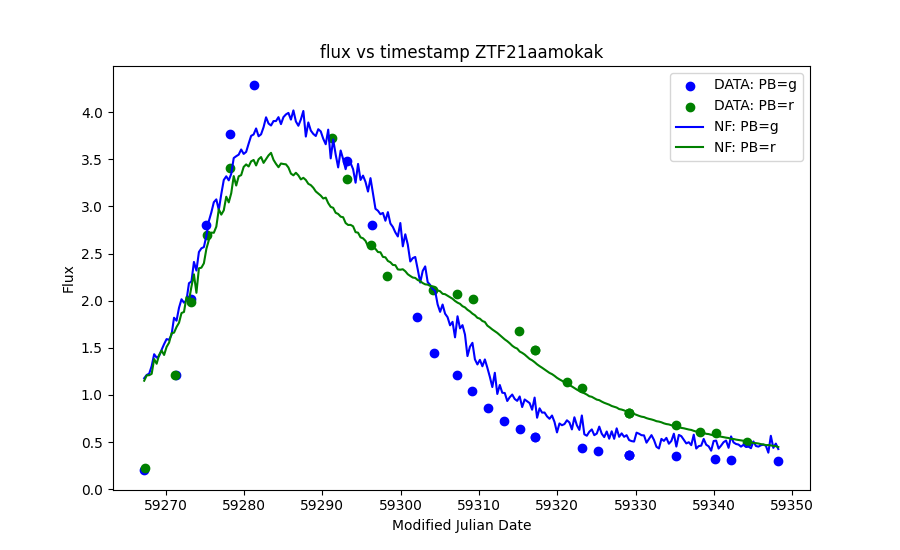 flux vs timestamp ZTF21aamokak
DATA: PB=g
DATA: PB=r
NF: PB=g
NF: PB=r
4.0
3.5
3.0
2.5
2.0
1.5
1.0
0.5
0.0
Flux
59270 59280 59290 59300 59310 59320 59330 59340 59350
Modified Julian Date